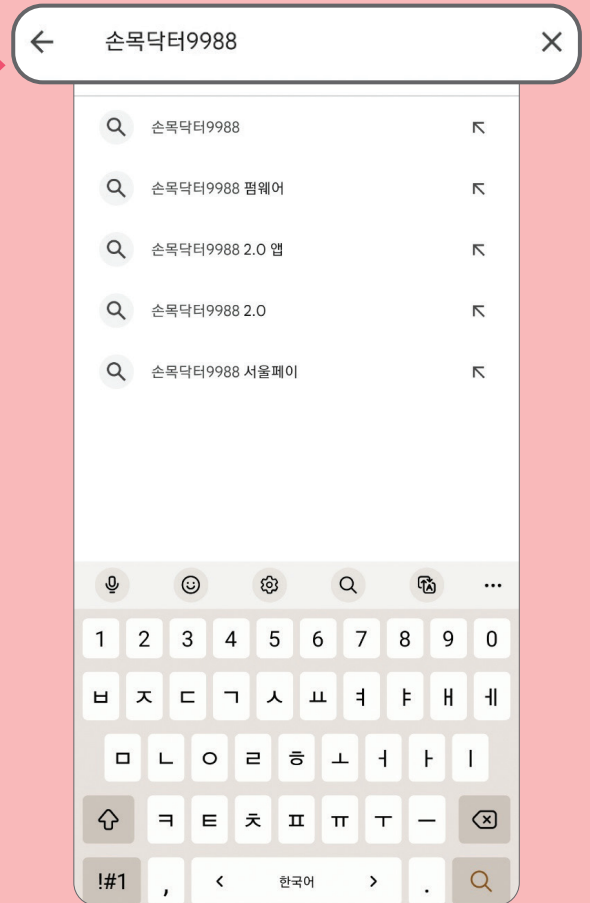 손목닥터9988
손목닥터9988
손목닥터9988 펌웨어
손목닥터9988 2.0 앱
손목닥터9988 2.0
손목닥터9988 서울페이
1 2 3 4 5 6 7 8 9 0
ㅂ ㅈ ㄷ ㄱ ㅅ ㅛ ㅕ ㅑ ㅐ ㅔ
ㅁ ㄴ ㅇ ㄹ ㅎ ㅗ ㅓ ㅏ ㅣ
ㅋ ㅌ ㅊ ㅍ ㅠ ㅜ ㅡ
!#1 , < 한국어 > .